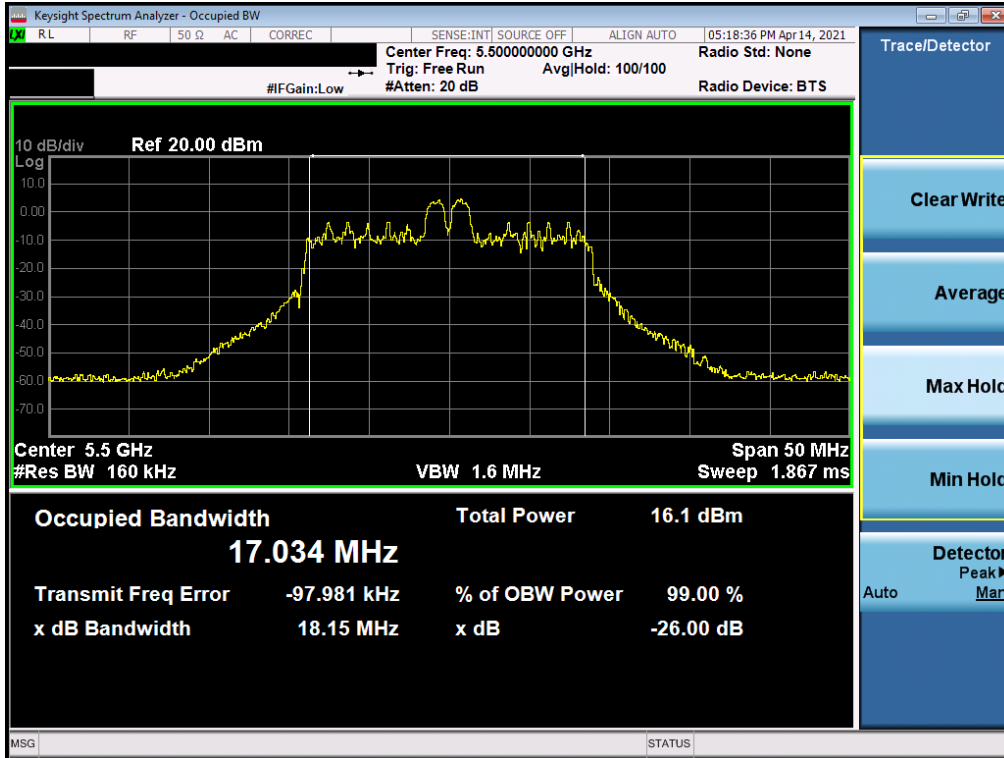 Keysight Spectrum Analyzer - Occupied BW
LXI RL RF 50 Ω AC CORREC SENSE:INT SOURCE OFF ALIGN AUTO 05:18:36 PM Apr 14, 2021
Center Freq: 5.500000000 GHz Radio Std: None
Trig: Free Run Avg|Hold: 100/100
#IFGain:Low #Atten: 20 dB Radio Device: BTS
10 dB/div Ref 20.00 dBm
Log
10.0
0.00
-10.0
-20.0
-30.0
-40.0
-50.0
-60.0
-70.0
Center 5.5 GHz Span 50 MHz
#Res BW 160 kHz VBW 1.6 MHz Sweep 1.867 ms
Occupied Bandwidth Total Power 16.1 dBm
17.034 MHz
Transmit Freq Error -97.981 kHz % of OBW Power 99.00 %
x dB Bandwidth 18.15 MHz x dB -26.00 dB
MSG STATUS
Trace/Detector
Clear Write
Average
Max Hold
Min Hold
Detector
Peak▶
Auto Man